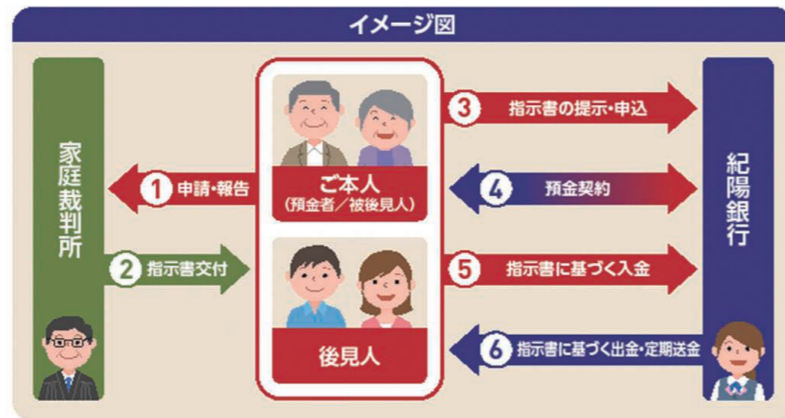 イメージ図
家庭裁判所
1 申請・報告
2 指示書交付
ご本人
(預金者/被後見人)
後見人
3 指示書の提示・申込
4 預金契約
5 指示書に基づく入金
6 指示書に基づく出金・定期送金
紀陽銀行